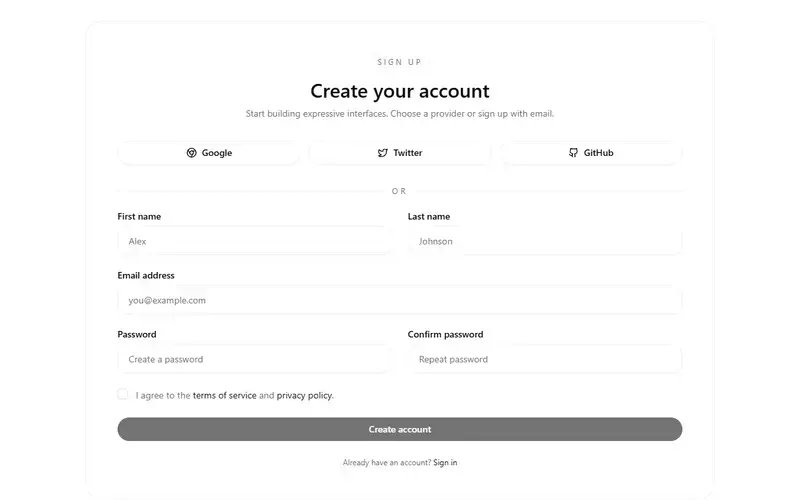 SIGN UP
Create your account
Start building expressive interfaces. Choose a provider or sign up with email.
Google Twitter GitHub
OR
First name Last name
Alex Johnson
Email address
you@example.com
Password Confirm password
Create a password Repeat password
I agree to the terms of service and privacy policy.
Create account
Already have an account? Sign in